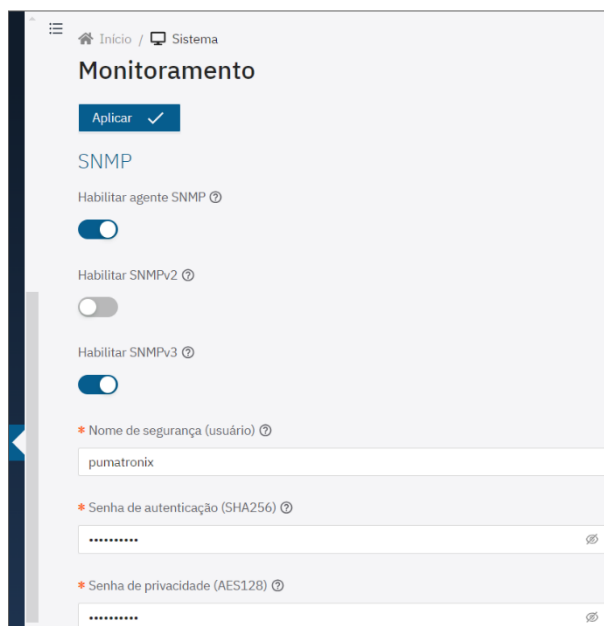 Início / Sistema
Monitoramento
Aplicar
SNMP
Habilitar agente SNMP
Habilitar SNMPv2
Habilitar SNMPv3
* Nome de segurança (usuário)
pumatronix
* Senha de autenticação (SHA256)
••••••••••
* Senha de privacidade (AES128)
••••••••••